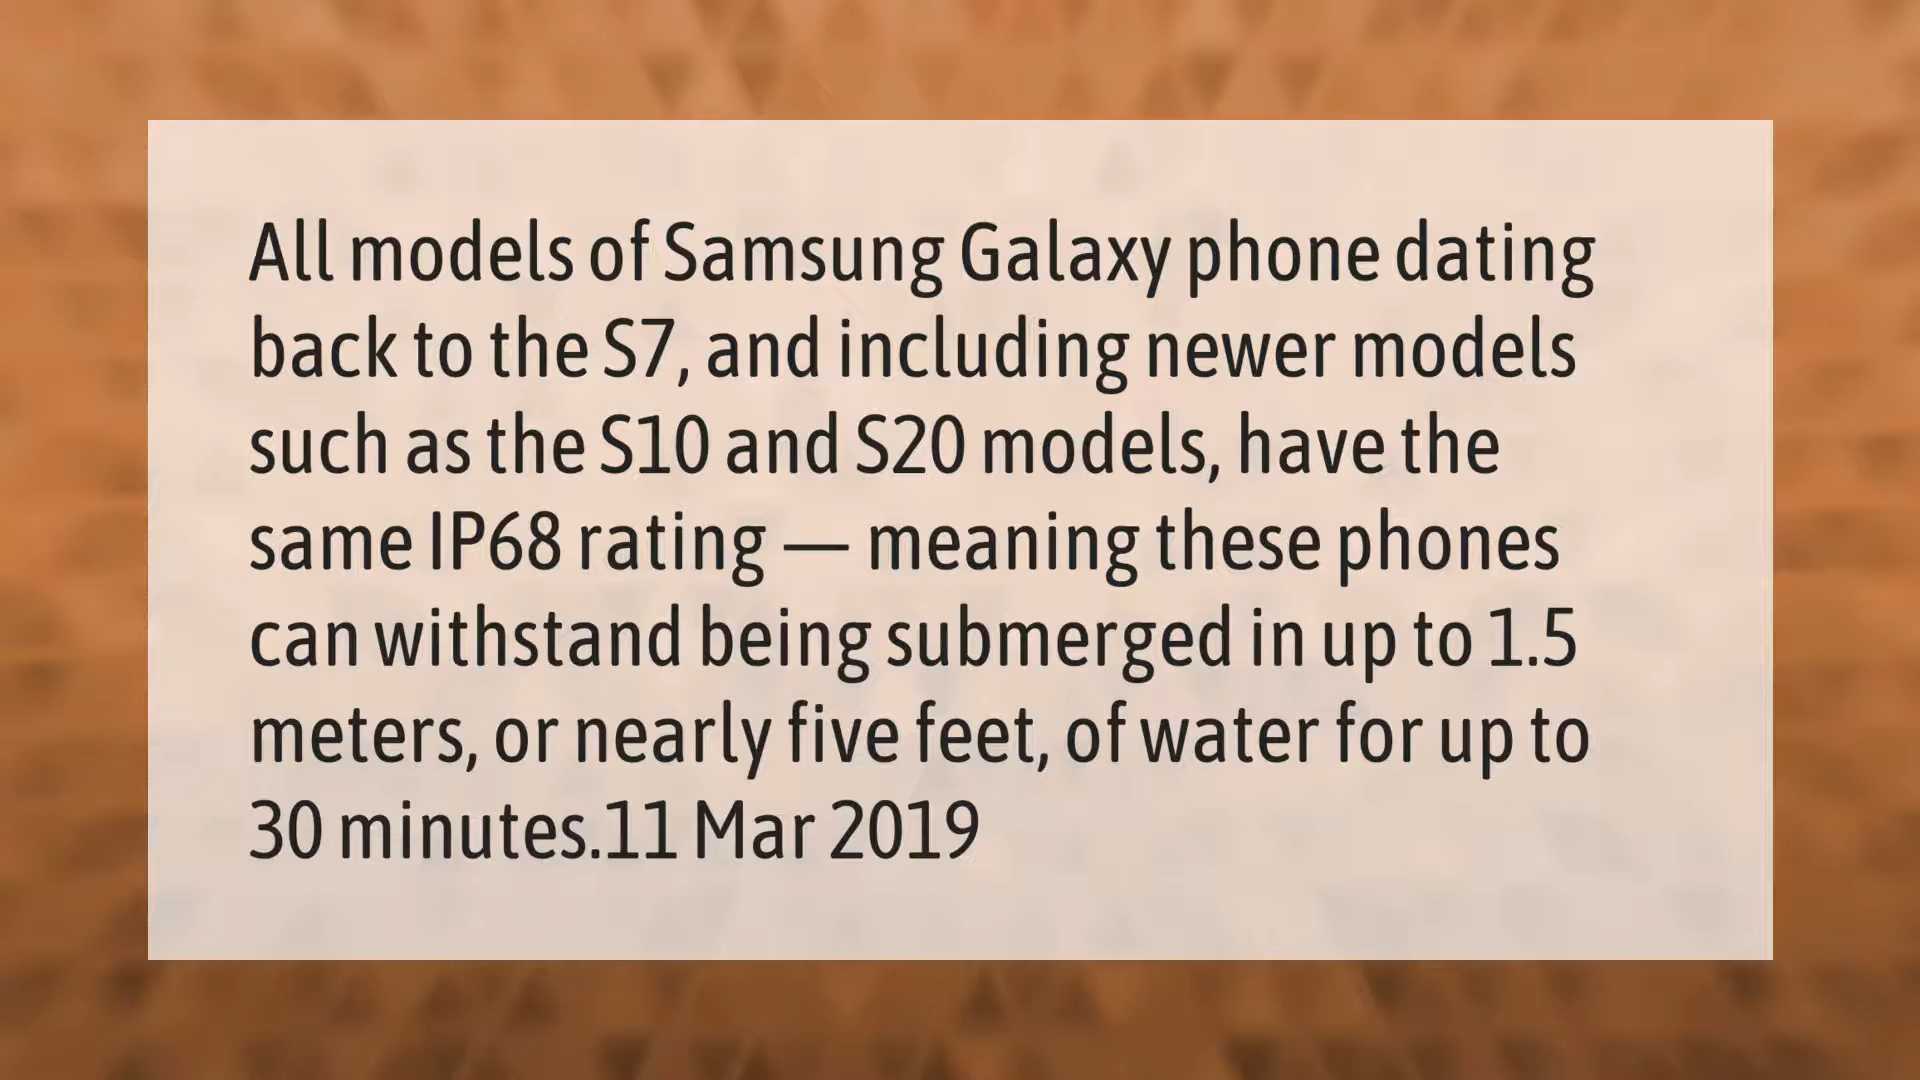 All models of Samsung Galaxy phone dating
back to the S7, and including newer models
such as the S10 and S20 models, have the
same IP68 rating — meaning these phones
can withstand being submerged in up to 1.5
meters, or nearly five feet, of water for up to
30 minutes.11 Mar 2019